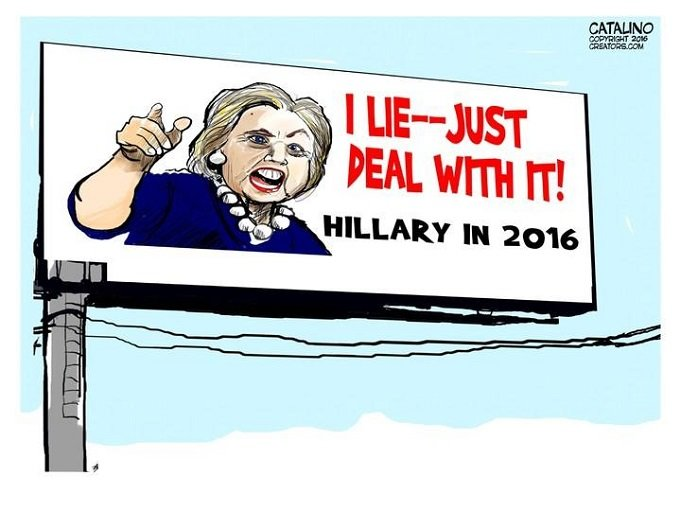 CATALINO
COPYRIGHT 2016
CREATORS.COM
I LIE--JUST
DEAL WITH IT!
HILLARY IN 2016